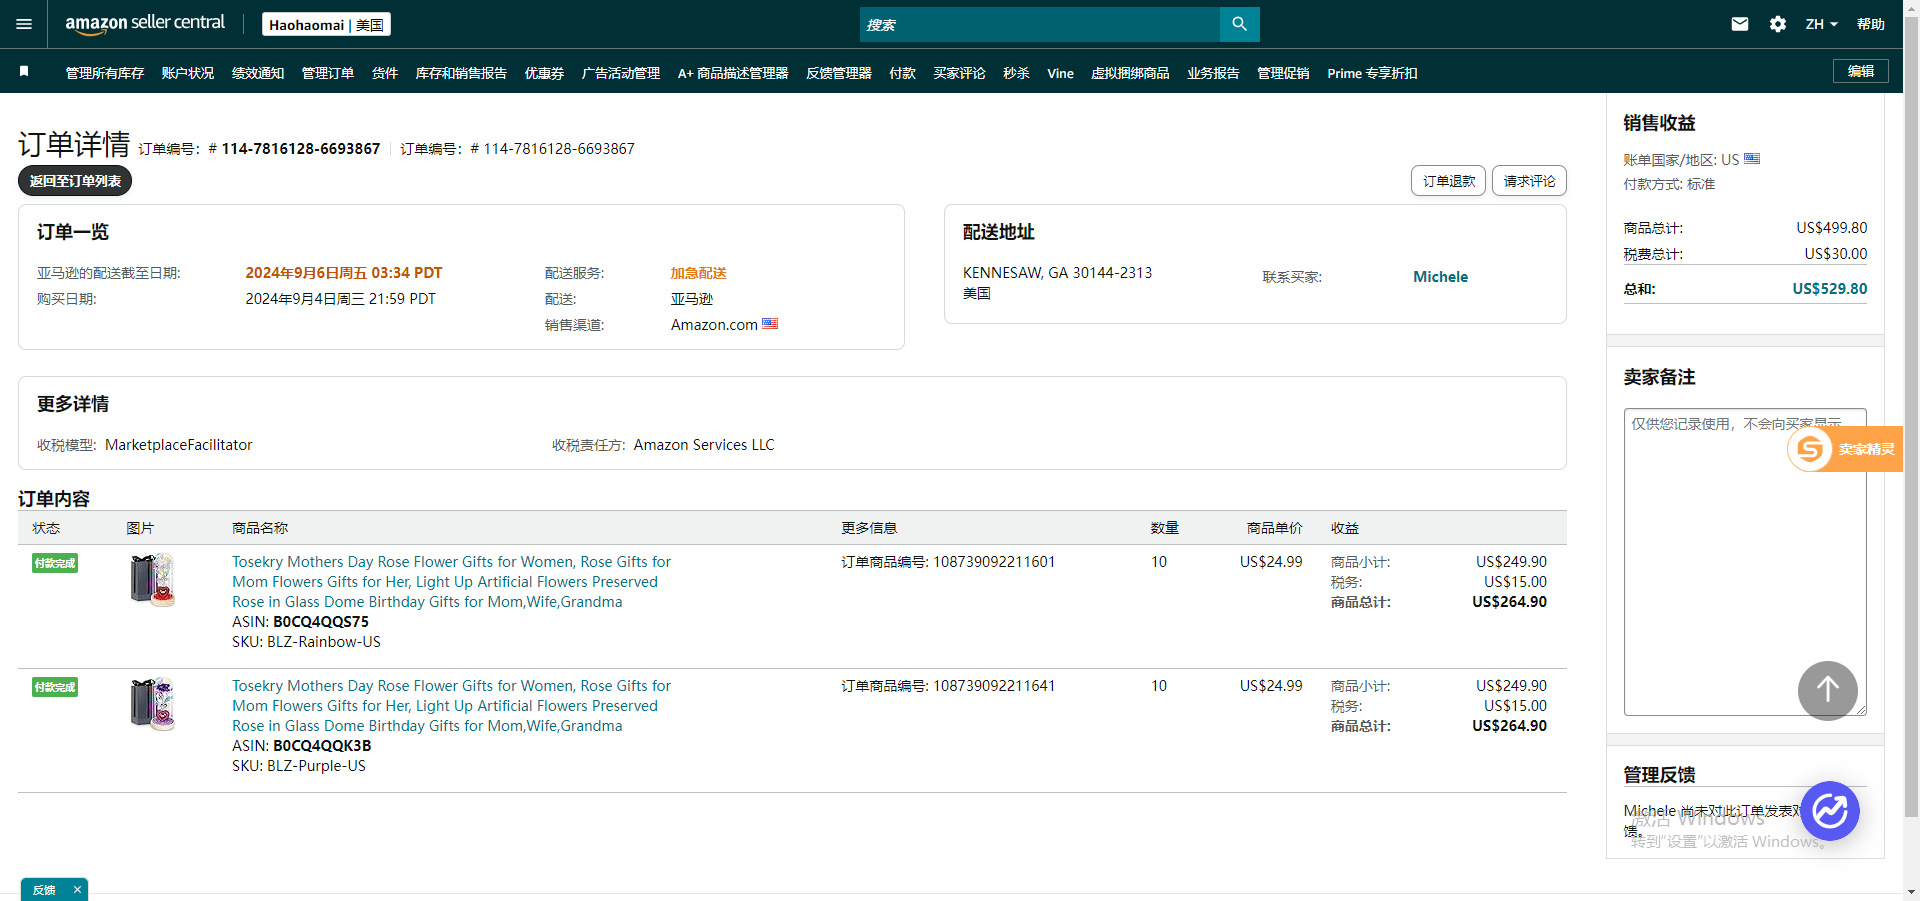 amazon seller central
Haohaomai | 美国
搜索
ZH
帮助
管理所有库存 账户状况 绩效通知 管理订单 货件 库存和销售报告 优惠券 广告活动管理 A+ 商品描述管理器 反馈管理器 付款 买家评论 秒杀 Vine 虚拟捆绑商品 业务报告 管理促销 Prime 专享折扣
编辑
订单详情 订单编号: # 114-7816128-6693867 订单编号: # 114-7816128-6693867
返回至订单列表
订单退款
请求评论
订单一览
亚马逊的配送截至日期: 2024年9月6日周五 03:34 PDT
购买日期: 2024年9月4日周三 21:59 PDT
配送服务: 加急配送
配送: 亚马逊
销售渠道: Amazon.com
配送地址
KENNESAW, GA 30144-2313
美国
联系买家: Michele
更多详情
收税模型: MarketplaceFacilitator
收税责任方: Amazon Services LLC
订单内容
状态 图片 商品名称 更多信息 数量 商品单价 收益
付款完成
Tosekry Mothers Day Rose Flower Gifts for Women, Rose Gifts for
Mom Flowers Gifts for Her, Light Up Artificial Flowers Preserved
Rose in Glass Dome Birthday Gifts for Mom,Wife,Grandma
ASIN: B0CQ4QQS75
SKU: BLZ-Rainbow-US
订单商品编号: 108739092211601
10
US$24.99
商品小计: US$249.90
税务: US$15.00
商品总计: US$264.90
付款完成
Tosekry Mothers Day Rose Flower Gifts for Women, Rose Gifts for
Mom Flowers Gifts for Her, Light Up Artificial Flowers Preserved
Rose in Glass Dome Birthday Gifts for Mom,Wife,Grandma
ASIN: B0CQ4QQK3B
SKU: BLZ-Purple-US
订单商品编号: 108739092211641
10
US$24.99
商品小计: US$249.90
税务: US$15.00
商品总计: US$264.90
销售收益
账单国家/地区: US
付款方式: 标准
商品总计: US$499.80
税费总计: US$30.00
总和: US$529.80
卖家备注
仅供您记录使用，不会向买家显示
卖家精灵
管理反馈
Michele 尚未对此订单发表
馈。
激活 Windows
转到“设置”以激活 Windows。
反馈 ×